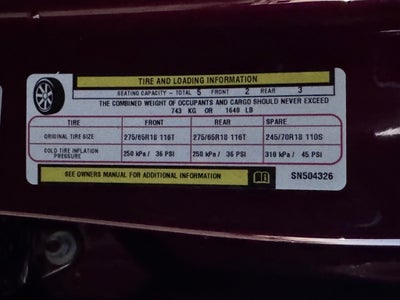 TIRE AND LOADING INFORMATION
SEATING CAPACITY - TOTAL 5 FRONT 2 REAR 3
THE COMBINED WEIGHT OF OCCUPANTS AND CARGO SHOULD NEVER EXCEED
743 KG OR 1640 LB
TIRE FRONT REAR SPARE
ORIGINAL TIRE SIZE 275/65R18 116T 275/65R18 116T 245/70R18 110S
COLD TIRE INFLATION PRESSURE 250 kPa / 36 PSI 250 kPa / 36 PSI 310 kPa / 45 PSI
SEE OWNERS MANUAL FOR ADDITIONAL INFORMATION SN504326